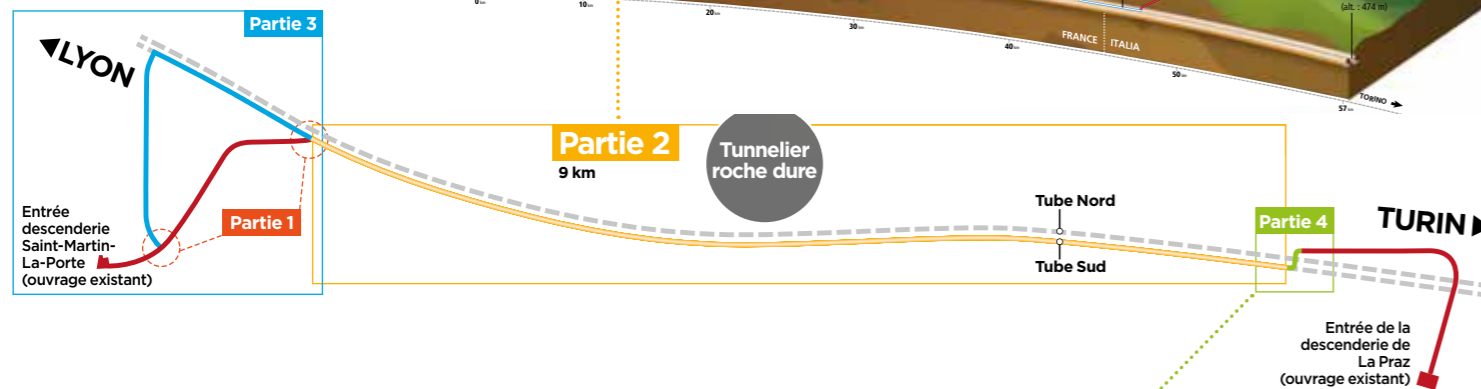 0 km
10 km
20 km
30 km
40 km
50 km
57 km
FRANCE
ITALIA
(alt. : 474 m)
TORINO
Partie 3
LYON
Partie 2
9 km
Tunnelier
roche dure
Entrée
descenderie
Saint-Martin-
La-Porte
(ouvrage existant)
Partie 1
Tube Nord
Tube Sud
Partie 4
TURIN
Entrée de la
descenderie de
La Praz
(ouvrage existant)